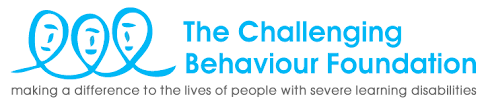 The Challenging
Behaviour Foundation
making a difference to the lives of people with severe learning disabilities